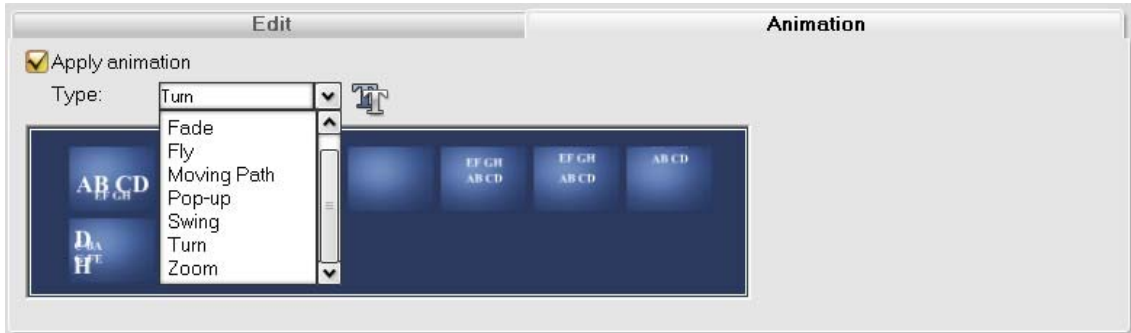 Edit Animation
Apply animation
Type: Turn
Fade
Fly
Moving Path
Pop-up
Swing
Turn
Zoom
AB CD
EF GH
EF GH
AB CD
EF GH
AB CD
AB CD
D
H